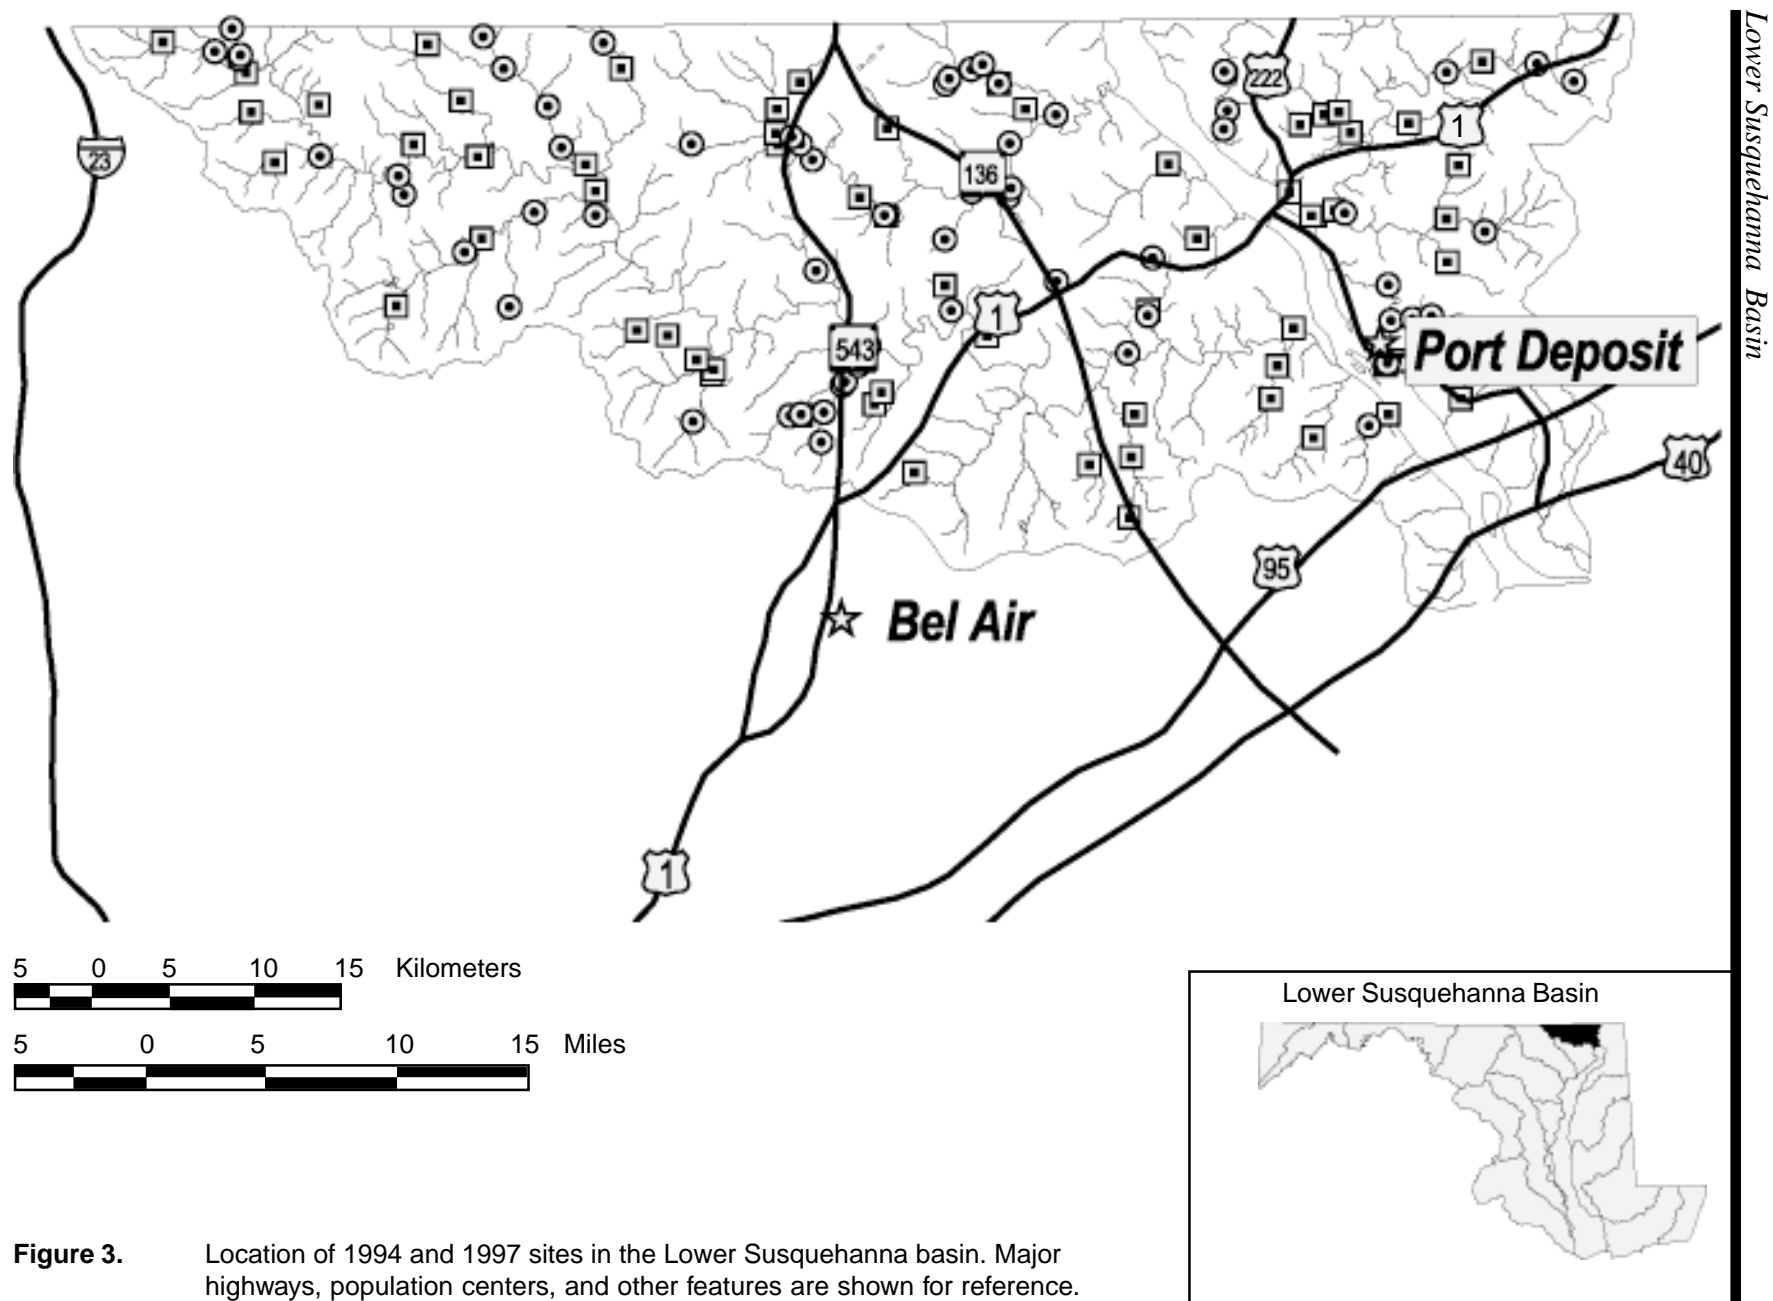 Lower Susquehanna Basin
222
1
23
136
1
543
Port Deposit
40
95
Bel Air
1
5 0 5 10 15 Kilometers
5 0 5 10 15 Miles
Lower Susquehanna Basin
Figure 3. Location of 1994 and 1997 sites in the Lower Susquehanna basin. Major
highways, population centers, and other features are shown for reference.